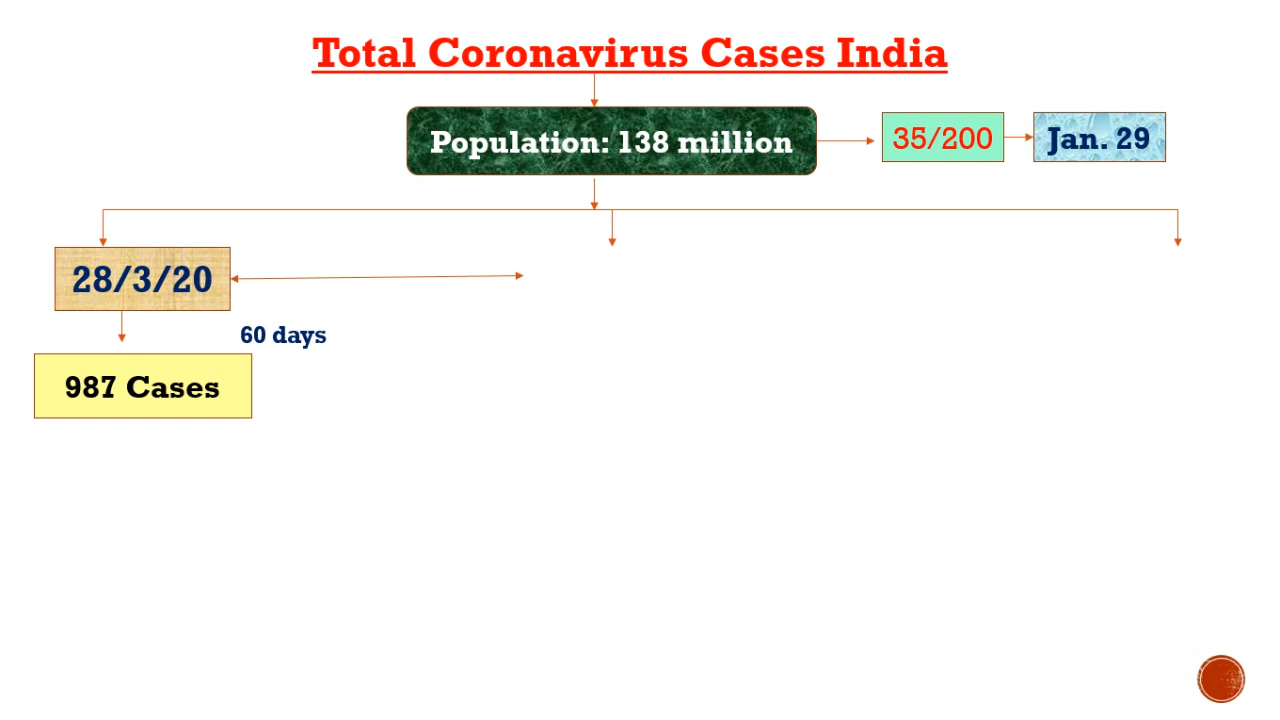 Total Coronavirus Cases India
Population: 138 million
35/200
Jan. 29
28/3/20
60 days
987 Cases